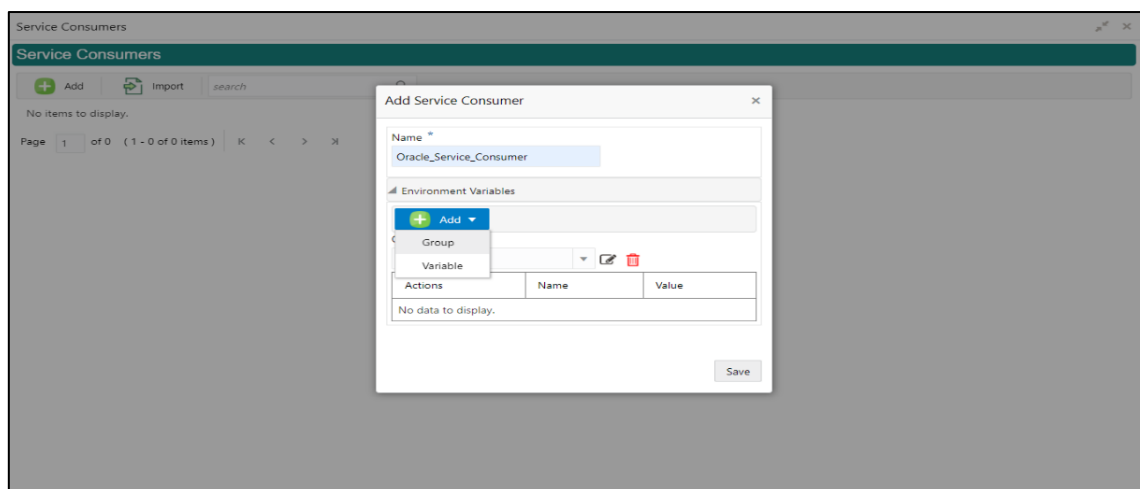 Service Consumers
Service Consumers
Add Import search
No items to display.
Page 1 of 0 (1 - 0 of 0 items)
Add Service Consumer
Name *
Oracle_Service_Consumer
Environment Variables
Add
Group
Variable
Actions Name Value
No data to display.
Save